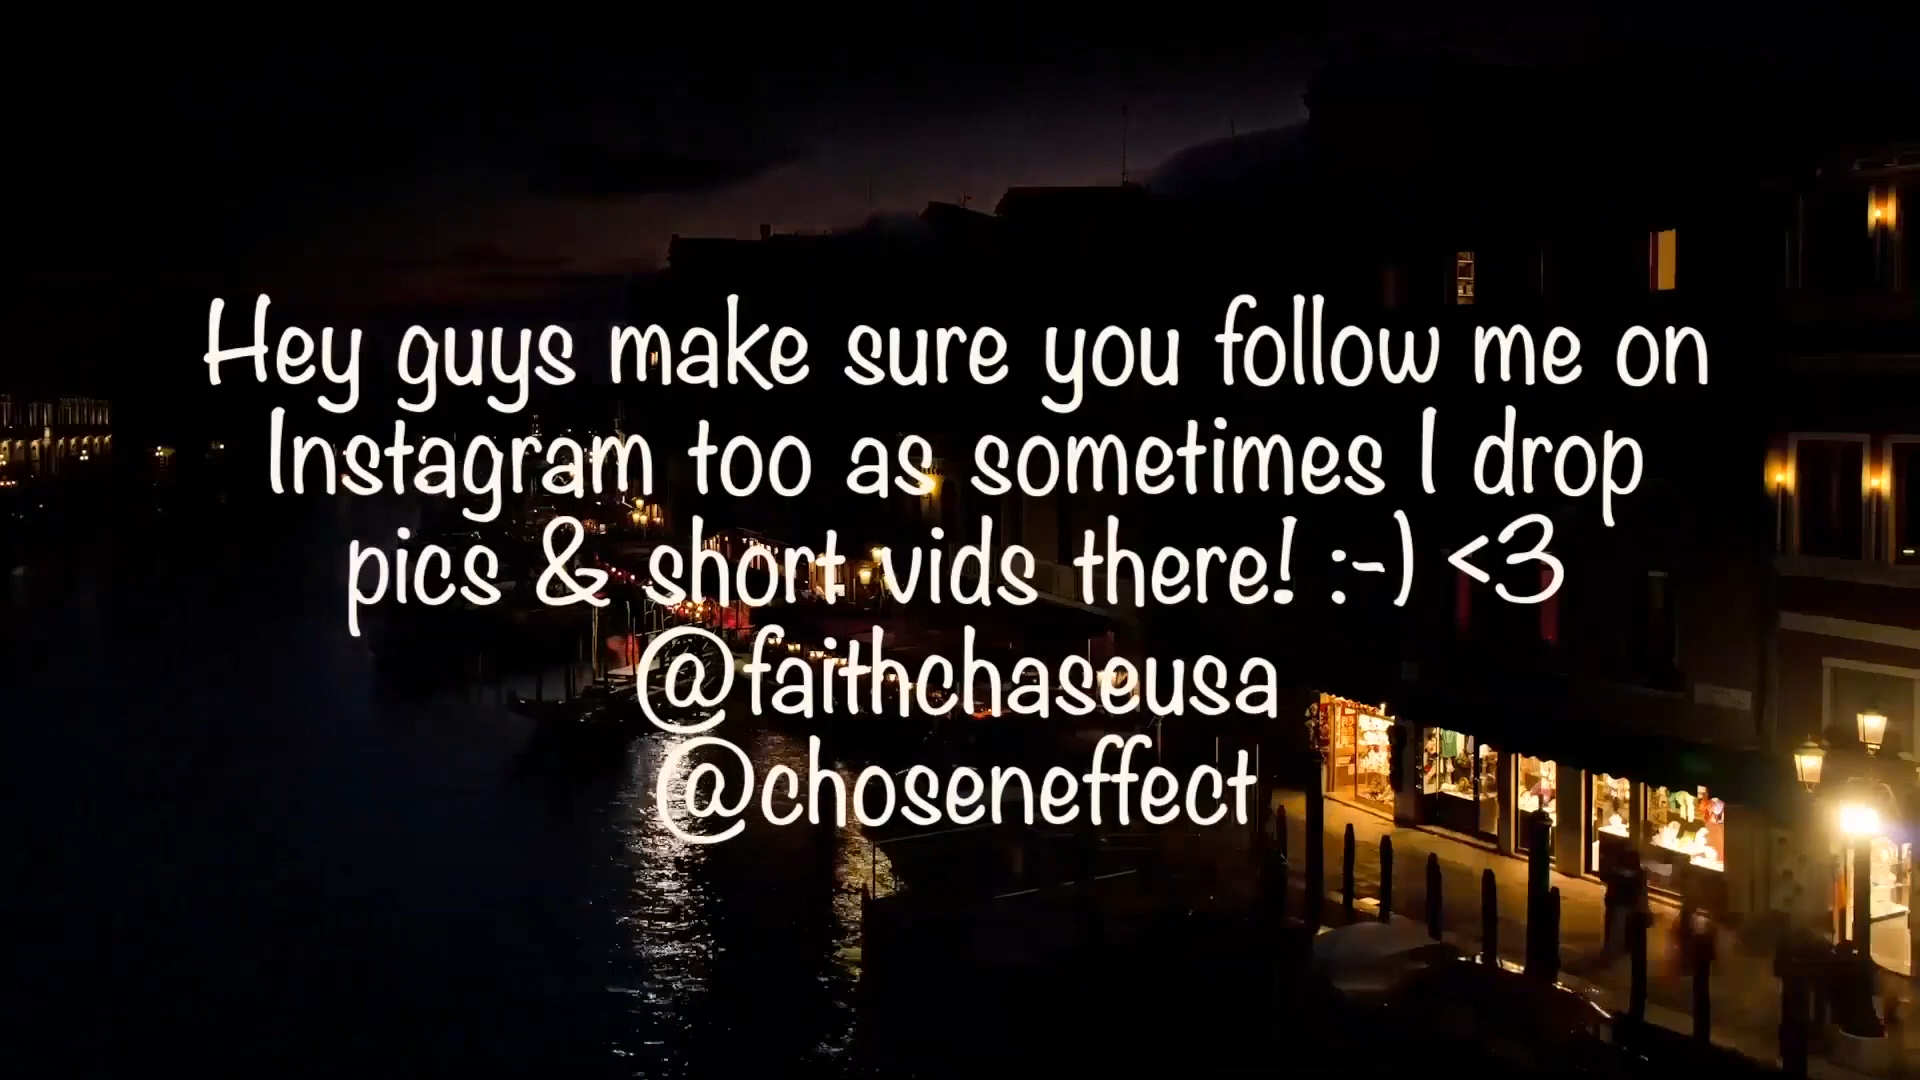 Hey guys make sure you follow me on
Instagram too as sometimes I drop
pics & short vids there! :-) <3
@faithchaseusa
@choseneffect